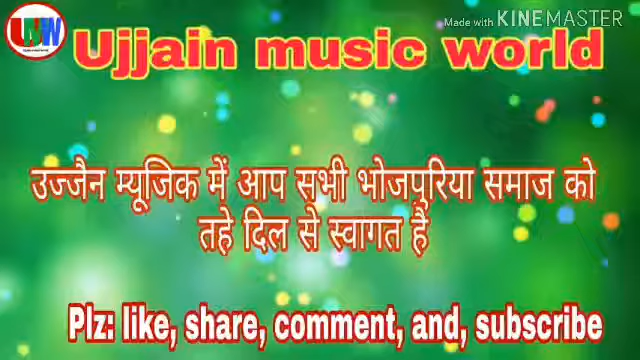 Made with KINEMASTER
UMW
Ujjain music world
उज्जैन म्यूजिक में आप सभी भोजपुरिया समाज को
तहे दिल से स्वागत है
Plz: like, share, comment, and, subscribe